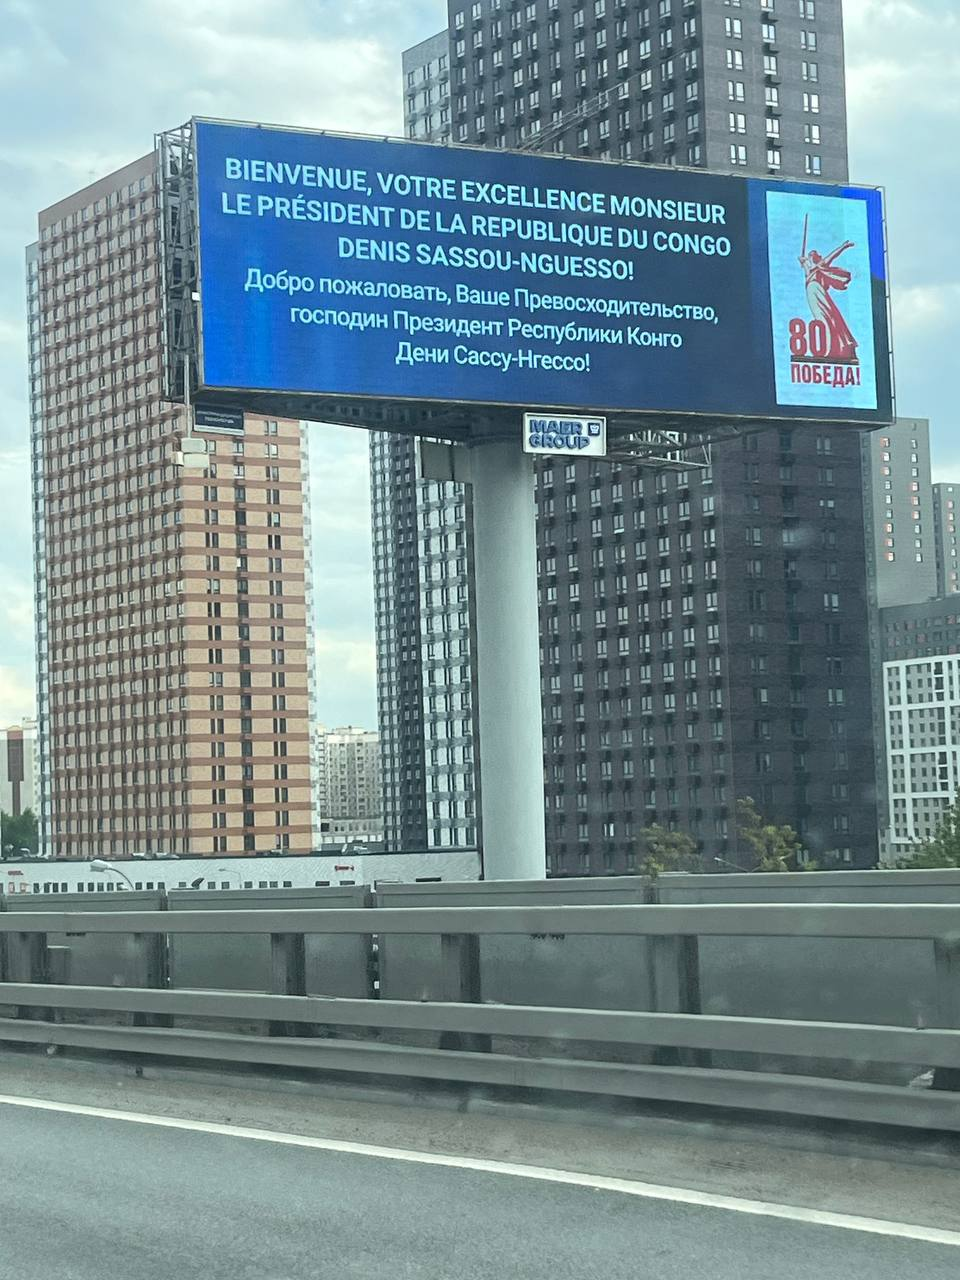 BIENVENUE, VOTRE EXCELLENCE MONSIEUR
LE PRÉSIDENT DE LA REPUBLIQUE DU CONGO
DENIS SASSOU-NGUESSO!
Добро пожаловать, Ваше Превосходительство,
господин Президент Республики Конго
Дени Сассу-Нгессо!
80
ПОБЕДА!
MAER
GROUP